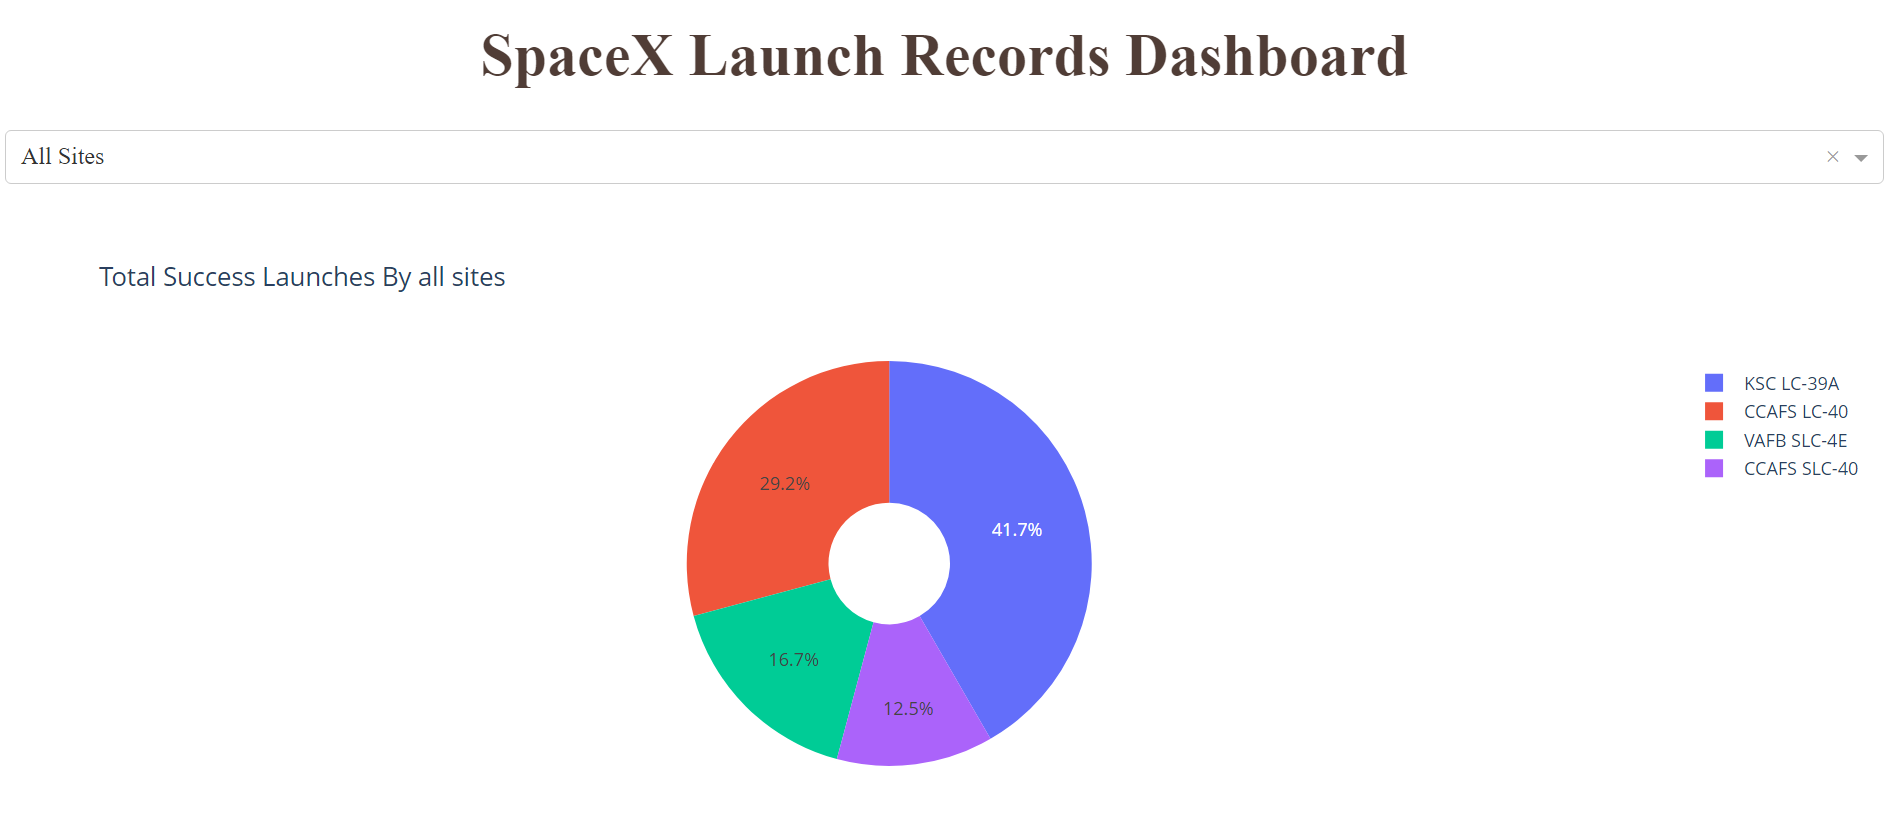 SpaceX Launch Records Dashboard
All Sites
Total Success Launches By all sites
KSC LC-39A
CCAFS LC-40
VAFB SLC-4E
CCAFS SLC-40
29.2%
41.7%
16.7%
12.5%